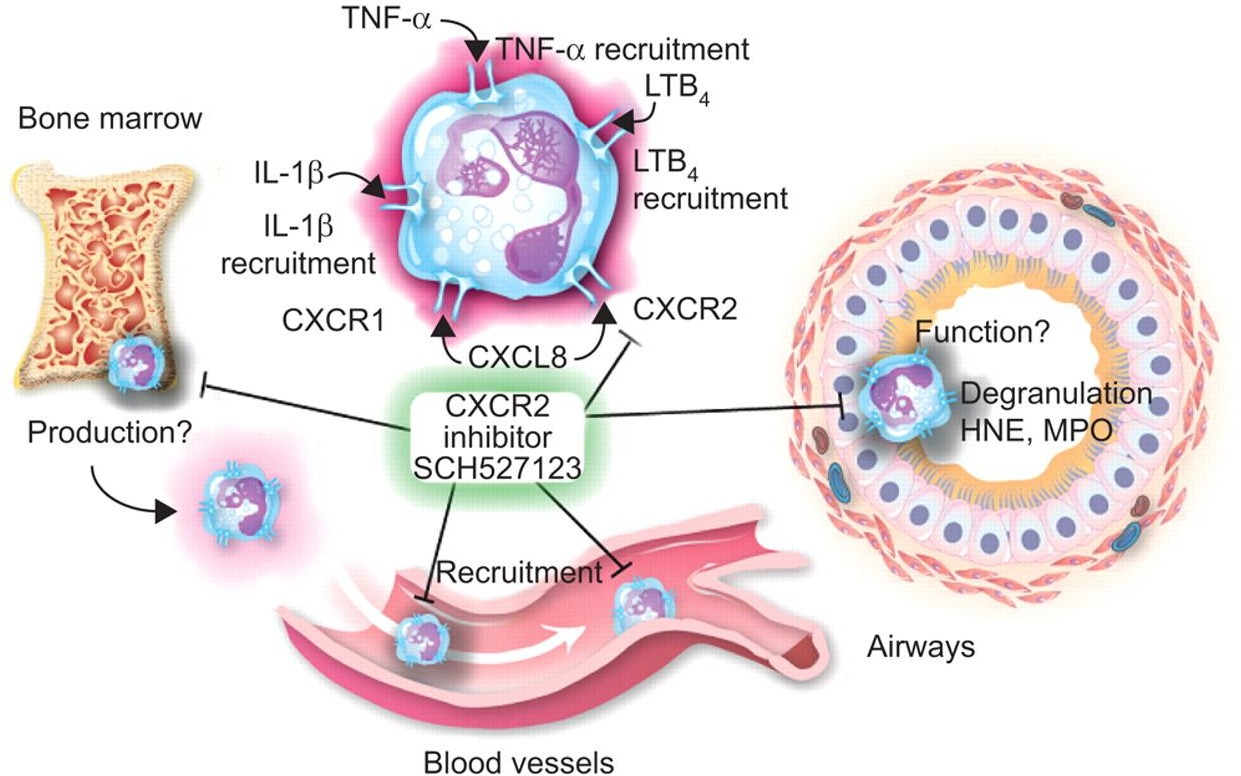 TNF-α
TNF-α recruitment
LTB4
Bone marrow
IL-1β
LTB4
recruitment
IL-1β
recruitment
CXCR1
CXCR2
CXCL8
Function?
CXCR2
inhibitor
SCH527123
Degranulation
HNE, MPO
Production?
Recruitment
Airways
Blood vessels